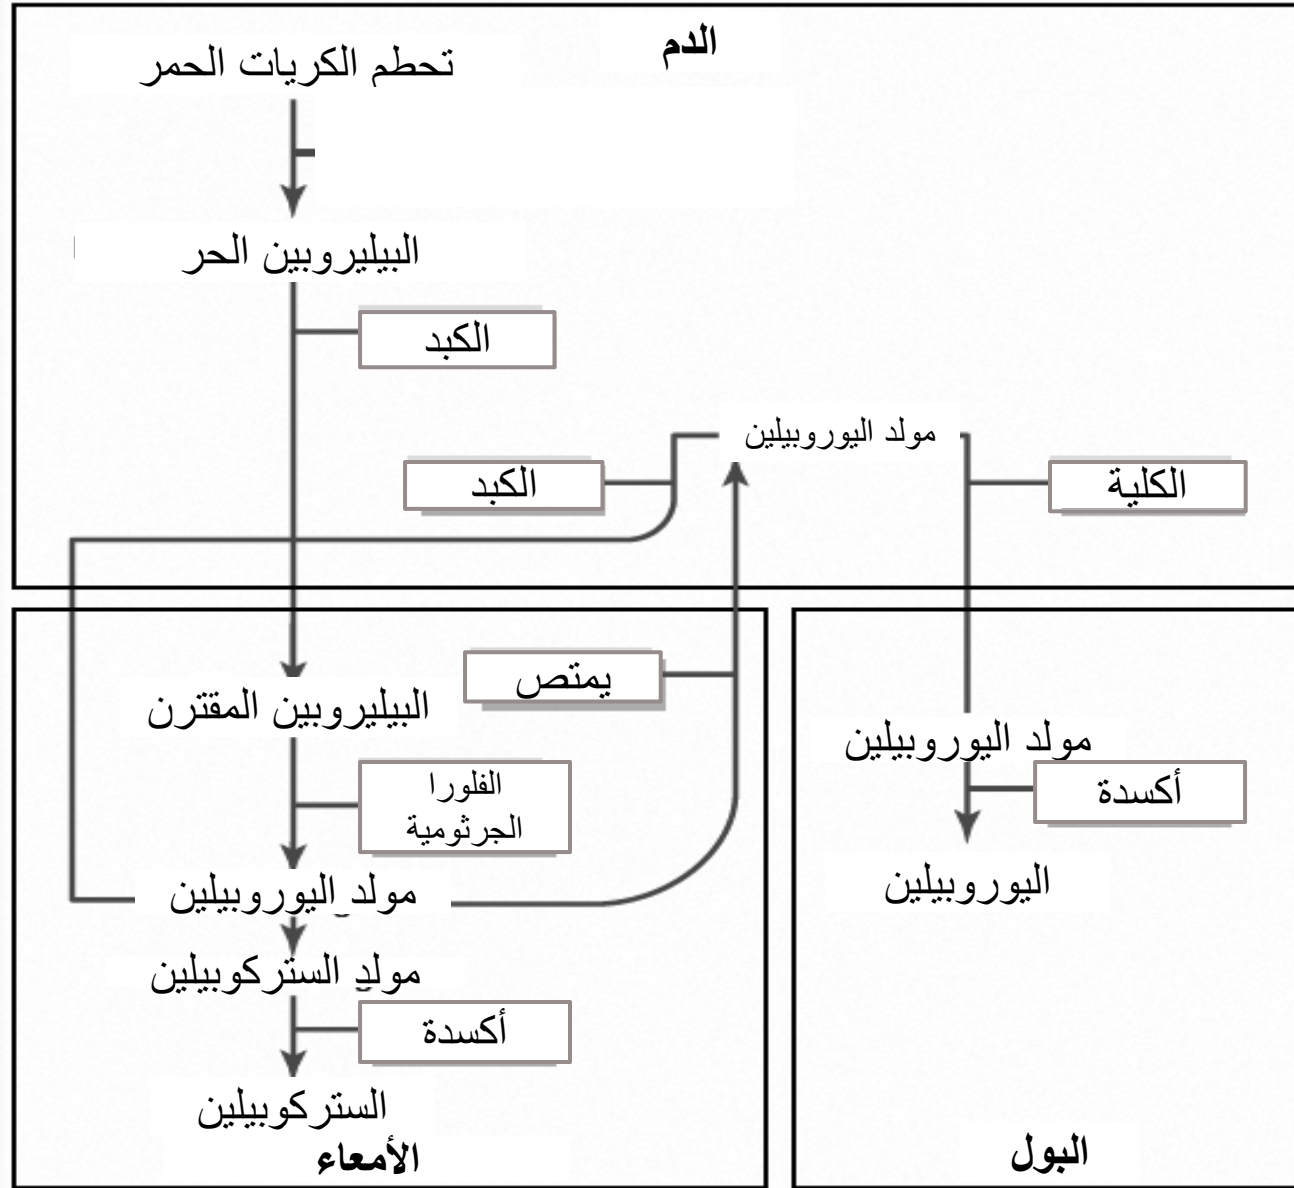 الدم
تحطم الكريات الحمر
البيليروبين الحر
الكبد
مولد اليوروبيلين
الكبد
الكلية
يمتص
البيليروبين المقترن
الفلورا
الجرثومية
مولد اليوروبيلين
مولد الستركوبيلين
أكسدة
الستركوبيلين
الأمعاء
مولد اليوروبيلين
أكسدة
اليوروبيلين
البول